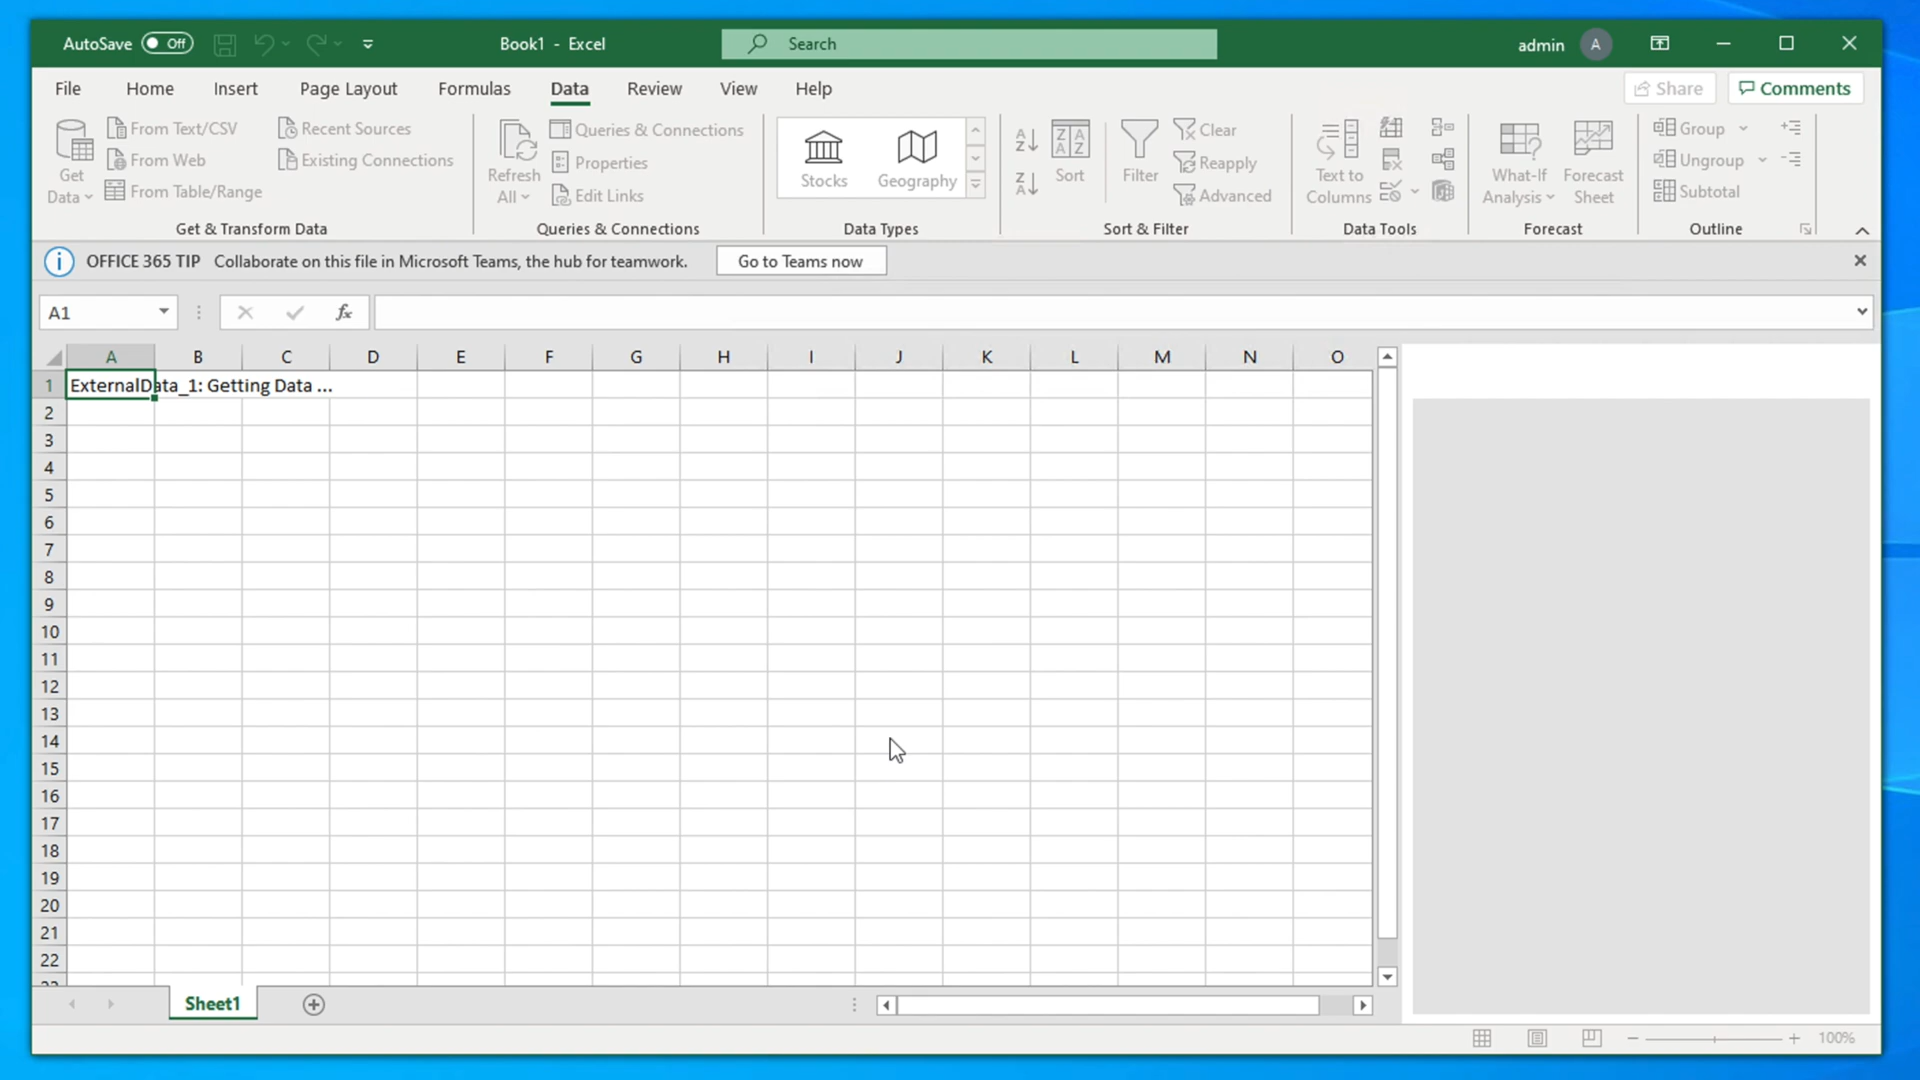 AutoSave Off Book1 - Excel Search admin A
File Home Insert Page Layout Formulas Data Review View Help Share Comments
Get Data
From Text/CSV
From Web
From Table/Range
Recent Sources
Existing Connections
Get & Transform Data
Refresh All
Queries & Connections
Properties
Edit Links
Queries & Connections
Stocks Geography
Data Types
A Z
Z A
Z A A Z
Sort
Filter
Clear
Reapply
Advanced
Sort & Filter
Text to Columns
Data Tools
What-If Analysis
Forecast Sheet
Forecast
Group
Ungroup
Subtotal
Outline
i OFFICE 365 TIP Collaborate on this file in Microsoft Teams, the hub for teamwork. Go to Teams now
A1 fx
A B C D E F G H I J K L M N O
1 ExternalData_1: Getting Data ...
2
3
4
5
6
7
8
9
10
11
12
13
14
15
16
17
18
19
20
21
22
23
Sheet1
100%